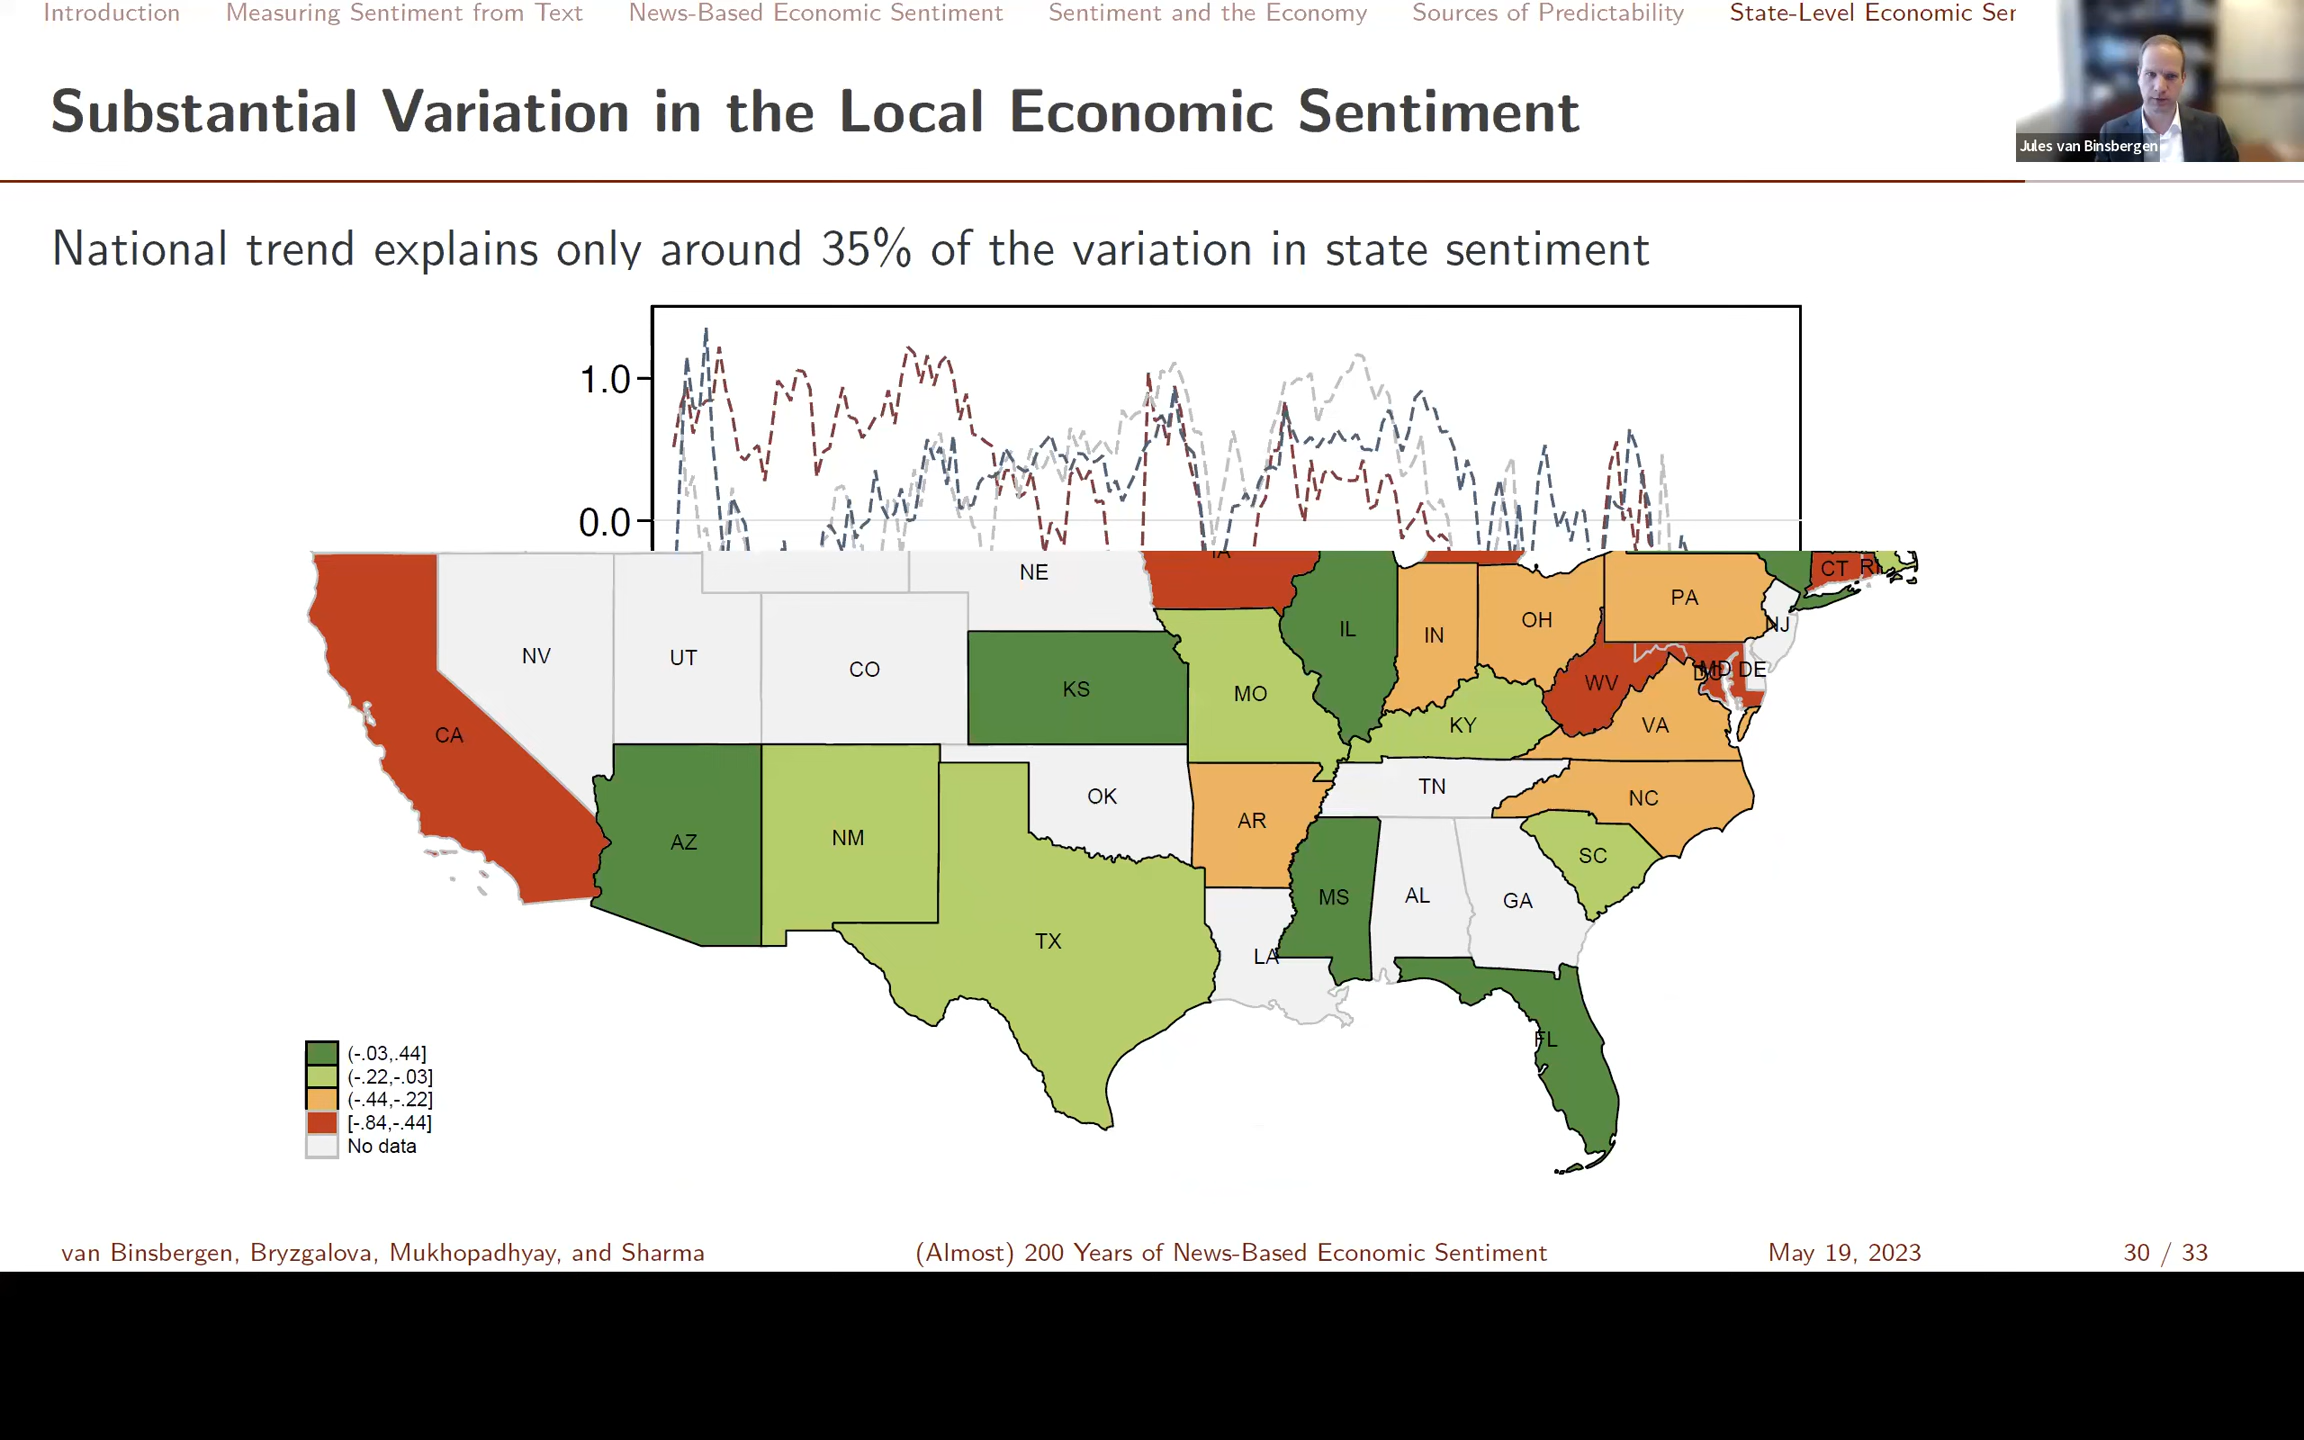 Introduction Measuring Sentiment from Text News-Based Economic Sentiment Sentiment and the Economy Sources of Predictability State-Level Economic Ser
Jules van Binsbergen
Substantial Variation in the Local Economic Sentiment
National trend explains only around 35% of the variation in state sentiment
1.0
0.0
IA
NE
CT RI
PA
NJ
OH
IN
IL
NV
UT
CO
KS
MO
WV
MD DE
DC
KY
VA
CA
OK
TN
NC
AR
AZ
NM
SC
MS
AL
GA
TX
LA
FL
(-.03,.44]
(-.22,-.03]
(-.44,-.22]
[-.84,-.44]
No data
van Binsbergen, Bryzgalova, Mukhopadhyay, and Sharma (Almost) 200 Years of News-Based Economic Sentiment May 19, 2023 30 / 33